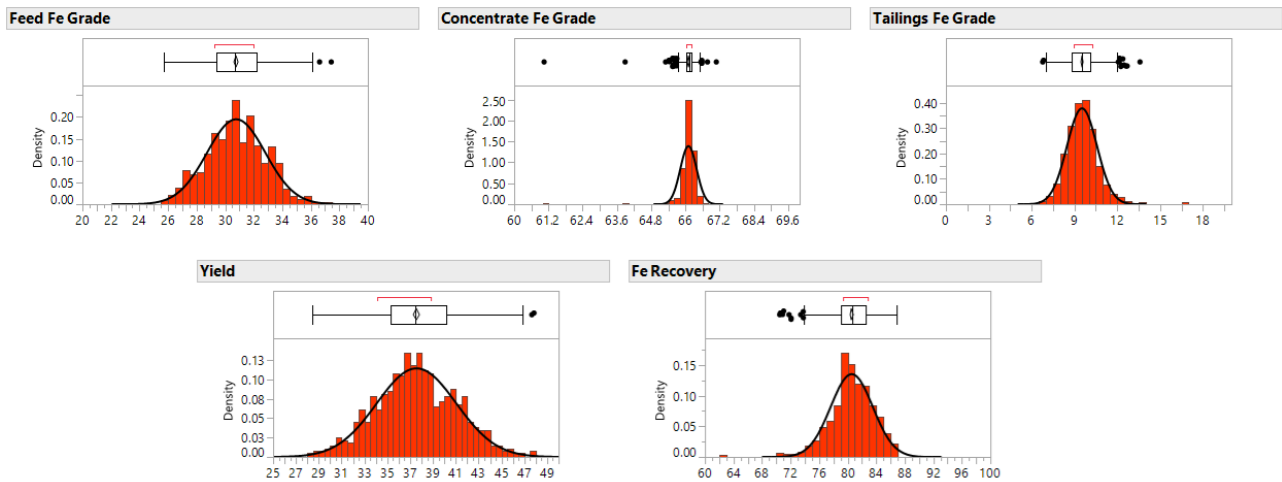 Feed Fe Grade
Density
0.20
0.15
0.10
0.05
0.00
20 22 24 26 28 30 32 34 36 38 40
Concentrate Fe Grade
Density
2.50
2.00
1.50
1.00
0.50
0.00
60 61.2 62.4 63.6 64.8 66 67.2 68.4 69.6
Tailings Fe Grade
Density
0.40
0.30
0.20
0.10
0.00
0 3 6 9 12 15 18
Yield
Density
0.13
0.10
0.08
0.05
0.03
0.00
25 27 29 31 33 35 37 39 41 43 45 47 49
Fe Recovery
Density
0.15
0.10
0.05
0.00
60 64 68 72 76 80 84 88 92 96 100